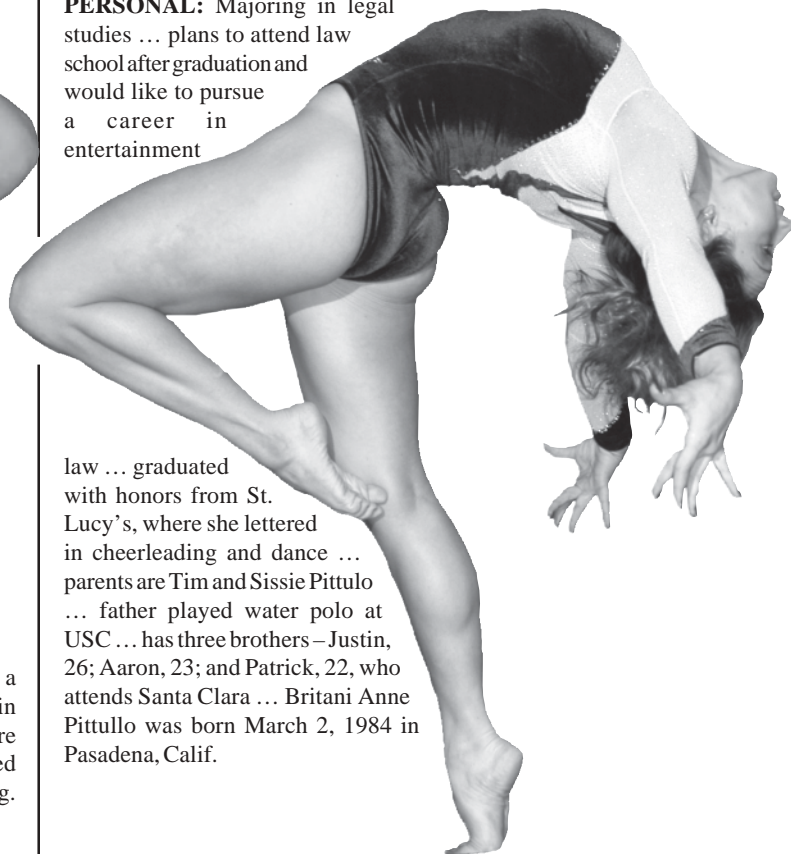 PERSONAL: Majoring in legal
studies … plans to attend law
school after graduation and
would like to pursue
a career in
entertainment
law … graduated
with honors from St.
Lucy's, where she lettered
in cheerleading and dance …
parents are Tim and Sissie Pittulo
… father played water polo at
USC … has three brothers – Justin,
26; Aaron, 23; and Patrick, 22, who
attends Santa Clara … Britani Anne
Pittullo was born March 2, 1984 in
Pasadena, Calif.
a
in
re
ed
g.